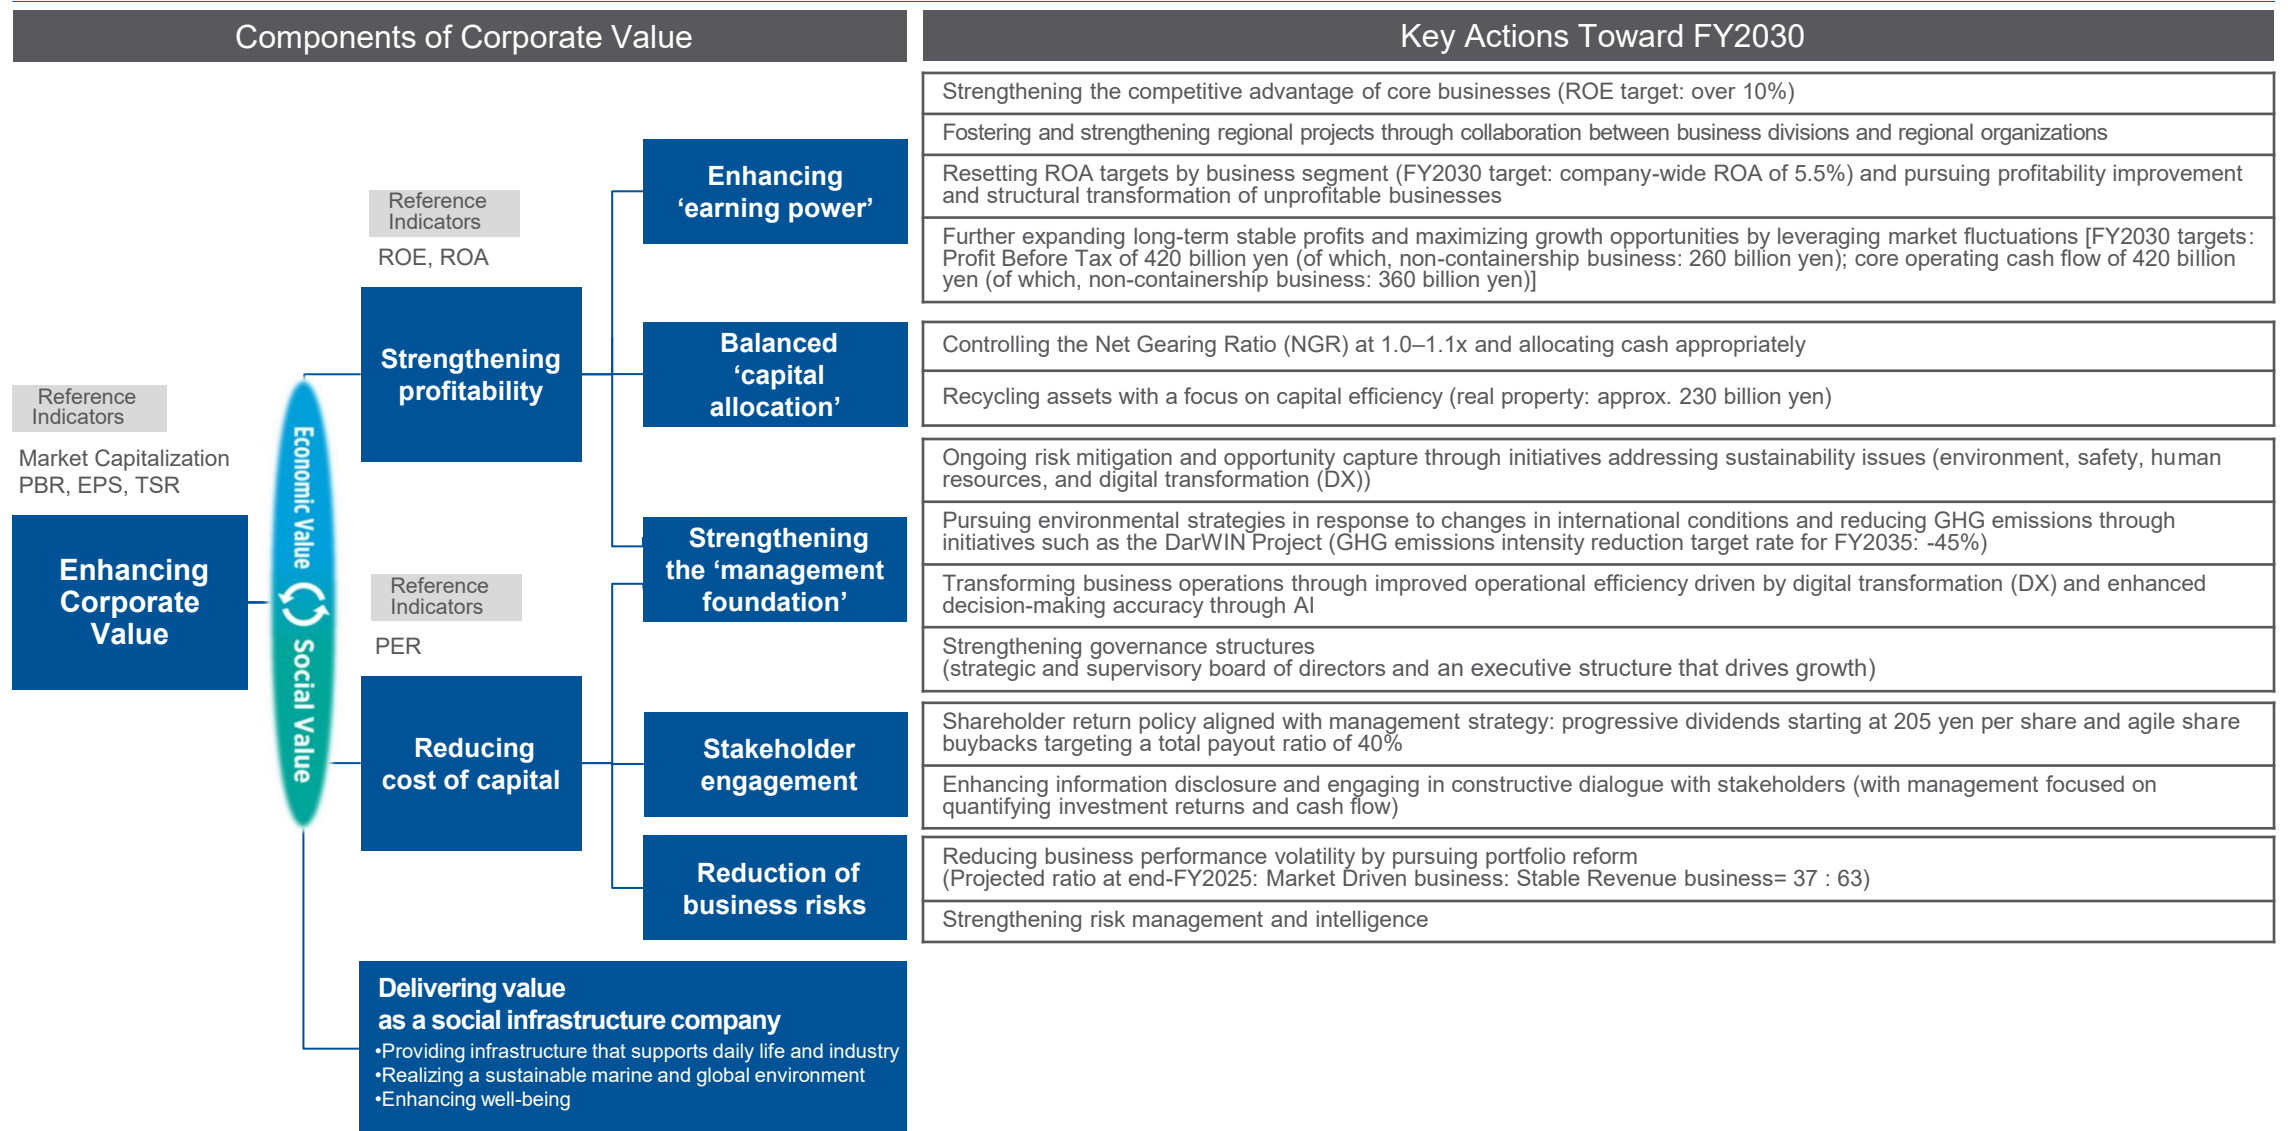 Components of Corporate Value
Key Actions Toward FY2030
Reference
Indicators
Market Capitalization
PBR, EPS, TSR
Enhancing
Corporate
Value
Economic Value
Social Value
Reference
Indicators
ROE, ROA
Strengthening
profitability
Reference
Indicators
PER
Reducing
cost of capital
Enhancing
‘earning power’
Strengthening the competitive advantage of core businesses (ROE target: over 10%)
Fostering and strengthening regional projects through collaboration between business divisions and regional organizations
Resetting ROA targets by business segment (FY2030 target: company-wide ROA of 5.5%) and pursuing profitability improvement
and structural transformation of unprofitable businesses
Further expanding long-term stable profits and maximizing growth opportunities by leveraging market fluctuations [FY2030 targets:
Profit Before Tax of 420 billion yen (of which, non-containership business: 260 billion yen); core operating cash flow of 420 billion
yen (of which, non-containership business: 360 billion yen)]
Balanced
‘capital
allocation’
Controlling the Net Gearing Ratio (NGR) at 1.0–1.1x and allocating cash appropriately
Recycling assets with a focus on capital efficiency (real property: approx. 230 billion yen)
Strengthening
the ‘management
foundation’
Ongoing risk mitigation and opportunity capture through initiatives addressing sustainability issues (environment, safety, human
resources, and digital transformation (DX))
Pursuing environmental strategies in response to changes in international conditions and reducing GHG emissions through
initiatives such as the DarWIN Project (GHG emissions intensity reduction target rate for FY2035: -45%)
Transforming business operations through improved operational efficiency driven by digital transformation (DX) and enhanced
decision-making accuracy through AI
Strengthening governance structures
(strategic and supervisory board of directors and an executive structure that drives growth)
Stakeholder
engagement
Shareholder return policy aligned with management strategy: progressive dividends starting at 205 yen per share and agile share
buybacks targeting a total payout ratio of 40%
Enhancing information disclosure and engaging in constructive dialogue with stakeholders (with management focused on
quantifying investment returns and cash flow)
Reduction of
business risks
Reducing business performance volatility by pursuing portfolio reform
(Projected ratio at end-FY2025: Market Driven business: Stable Revenue business= 37 : 63)
Strengthening risk management and intelligence
Delivering value
as a social infrastructure company
•Providing infrastructure that supports daily life and industry
•Realizing a sustainable marine and global environment
•Enhancing well-being